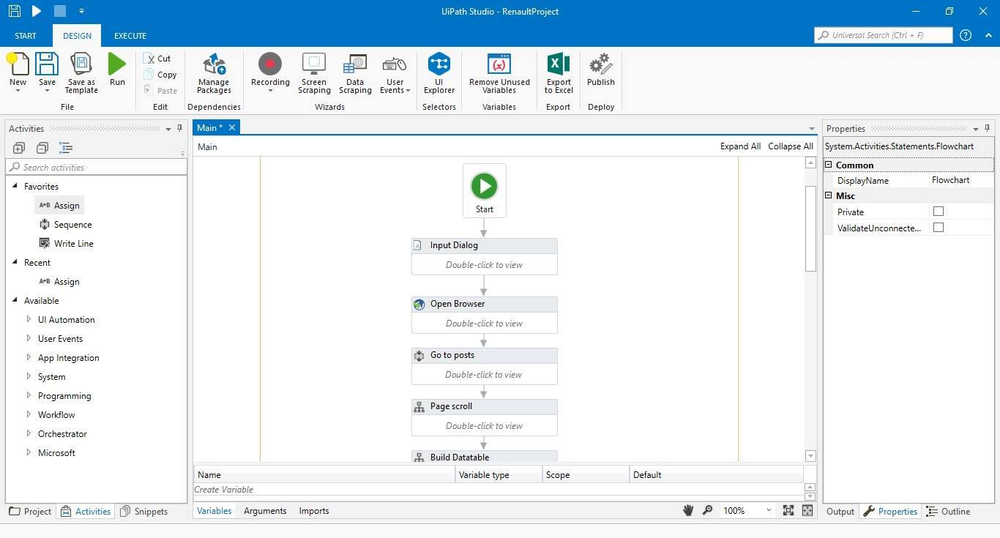 UiPath Studio - RenaultProject
START
DESIGN
EXECUTE
Universal Search (Ctrl + F)
New
Save
Save as
Template
Run
File
Cut
Copy
Paste
Edit
Manage
Packages
Dependencies
Recording
Screen
Scraping
Data
Scraping
User
Events
Wizards
UI
Explorer
Selectors
Remove Unused
Variables
Variables
Export
to Excel
Export
Publish
Deploy
Activities
Search activities
Favorites
A+B Assign
Sequence
Write Line
Recent
A+B Assign
Available
UI Automation
User Events
App Integration
System
Programming
Workflow
Orchestrator
Microsoft
Project
Activities
Snippets
Main *
Main
Expand All
Collapse All
Start
Input Dialog
Double-click to view
Open Browser
Double-click to view
Go to posts
Double-click to view
Page scroll
Double-click to view
Build Datatable
Name
Variable type
Scope
Default
Create Variable
Variables
Arguments
Imports
100%
Properties
System.Activities.Statements.Flowchart
Common
DisplayName
Flowchart
Misc
Private
ValidateUnconnecte...
Output
Properties
Outline